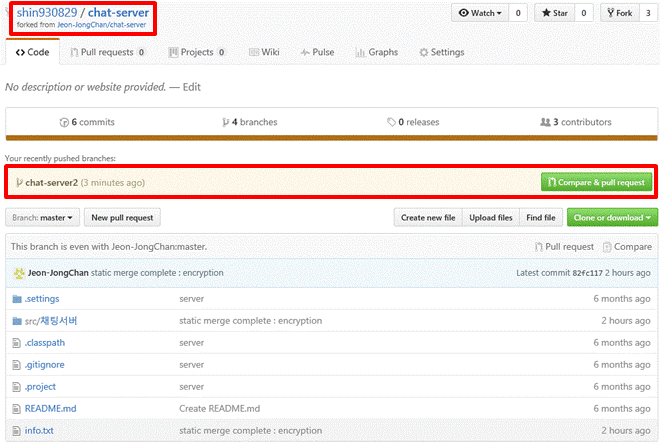 shin930829 / chat-server
forked from Jeon-JongChan/chat-server
Watch 0 Star 0 Fork 3
Code Pull requests 0 Projects 0 Wiki Pulse Graphs Settings
No description or website provided. — Edit
6 commits 4 branches 0 releases 3 contributors
Your recently pushed branches:
chat-server2 (3 minutes ago) Compare & pull request
Branch: master New pull request Create new file Upload files Find file Clone or download
This branch is even with Jeon-JongChan:master. Pull request Compare
Jeon-JongChan static merge complete : encryption Latest commit 82fc117 2 hours ago
.settings server 6 months ago
src/채팅서버 static merge complete : encryption 2 hours ago
.classpath server 6 months ago
.gitignore server 6 months ago
.project server 6 months ago
README.md Create README.md 6 months ago
info.txt static merge complete : encryption 2 hours ago